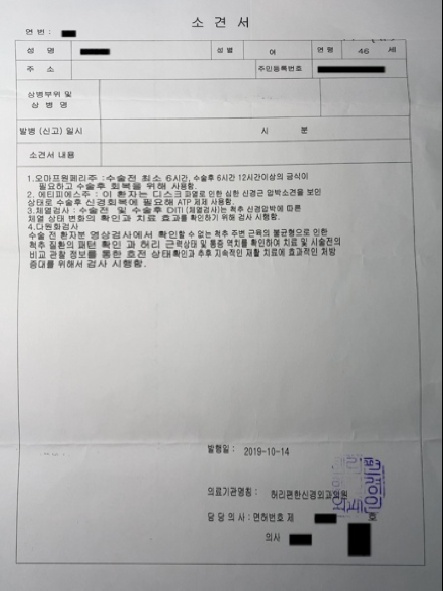 소 견 서
연 번 :
성 명
성 별
여
연 령
46
세
주 소
주민등록번호
상병부위 및
상 병 명
발병 (신고) 일시
시 분
소견서 내용
1.오마프원페리주 :수술전 최소 6시간, 수술후 6시간 12시간이상의 금식이
필요하고 수술후 회복을 위해 사용함.
2. 에티피에스주 : 이 환자는 디스크 파열로 인한 심한 신경근 압박소견을 보인
상태로 수술후 신경회복에 필요해 ATP 제제 사용함.
3.체열검사 : 수술전 및 수술후 DITI (체열검사)는 척추 신경압박에 따른
체열 상태 변화의 확인과 치료 효과를 확인하기 위해 검사 시행함.
4.다원화검사
수술 전 환자분 영상검사에서 확인할 수 없는 척추 주변 근육의 불균형으로 인한
척추 질환의 패턴 확인 과 허리 근력상태 및 통증 역치를 확인하여 치료 및 시술전의
비교 관찰 정보를 통한 호전 상태확인과 추후 지속적인 재활 치료에 효과적인 처방
증대를 위해서 검사 시행함.
발행일 : 2019-10-14
의료기관명칭 : 허리편한신경외과의원
담 당 의 사 : 면허번호 제 호
의사